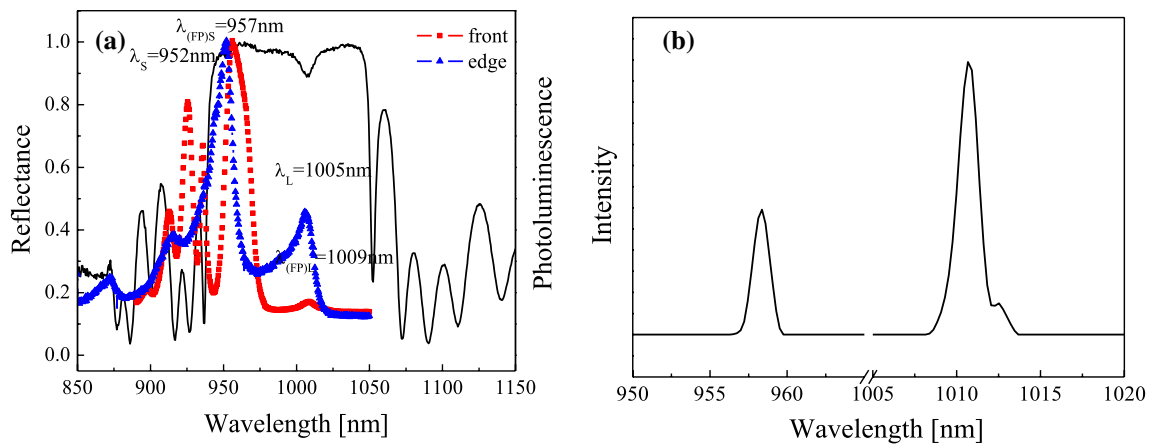 (a)
λ(FP)S=957nm
λS=952nm
front
edge
λL=1005nm
(FP)L=1009nm
1.0
0.8
0.6
0.4
0.2
0.0
Reflectance
Photoluminescence
850 900 950 1000 1050 1100 1150
Wavelength [nm]
(b)
Intensity
950 955 960 1005 1010 1015 1020
Wavelength [nm]